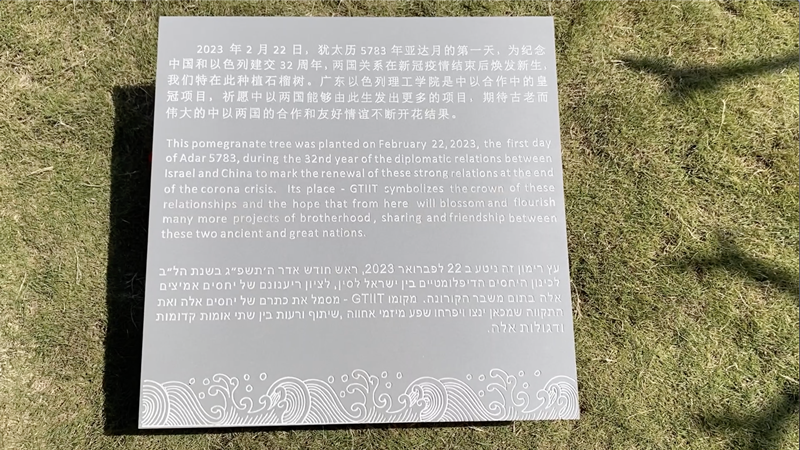 2023 年 2 月 22 日，犹太历 5783 年亚达月的第一天，为纪念
中国和以色列建交 32 周年，两国关系在新冠疫情结束后焕发新生，
我们特在此种植石榴树。广东以色列理工学院是中以合作中的皇
冠项目，祈愿中以两国能够由此生发出更多的项目，期待古老而
伟大的中以两国的合作和友好情谊不断开花结果。
This pomegranate tree was planted on February 22, 2023, the first day
of Adar 5783, during the 32nd year of the diplomatic relations between
Israel and China to mark the renewal of these strong relations at the end
of the corona crisis. Its place - GTIIT symbolizes the crown of these
relationships and the hope that from here will blossom and flourish
many more projects of brotherhood, sharing and friendship between
these two ancient and great nations.
עץ רימון זה ניטע ב 22 לפברואר 2023, ראש חודש אדר ה׳תשפ״ג בשנת הל״ב
לכינון היחסים הדיפלומטיים בין ישראל לסין, לציון ריענונם של יחסים אמיצים
אלה בתום משבר הקורונה. מקומו GTIIT - מסמל את כתרם של יחסים אלה ואת
התקווה שמכאן ינצו ויפרחו שפע מיזמי אחווה ,שיתוף ורעות בין שתי אומות קדומות
ודגולות אלה.